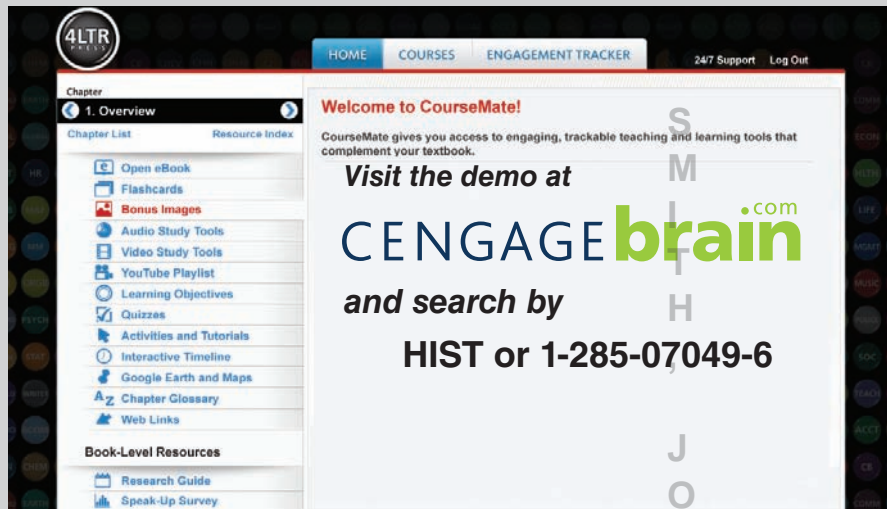 4LTR
PRESS
HOME COURSES ENGAGEMENT TRACKER
24/7 Support Log Out
Chapter
1. Overview
Chapter List Resource Index
Open eBook
Flashcards
Bonus Images
Audio Study Tools
Video Study Tools
YouTube Playlist
Learning Objectives
Quizzes
Activities and Tutorials
Interactive Timeline
Google Earth and Maps
AZ Chapter Glossary
Web Links
Book-Level Resources
Research Guide
Speak-Up Survey
Welcome to CourseMate!
CourseMate gives you access to engaging, trackable teaching and learning tools that
complement your textbook.
Visit the demo at
CENGAGEbrain.com
and search by
HIST or 1-285-07049-6
S
M
I
T
H
,
J
O